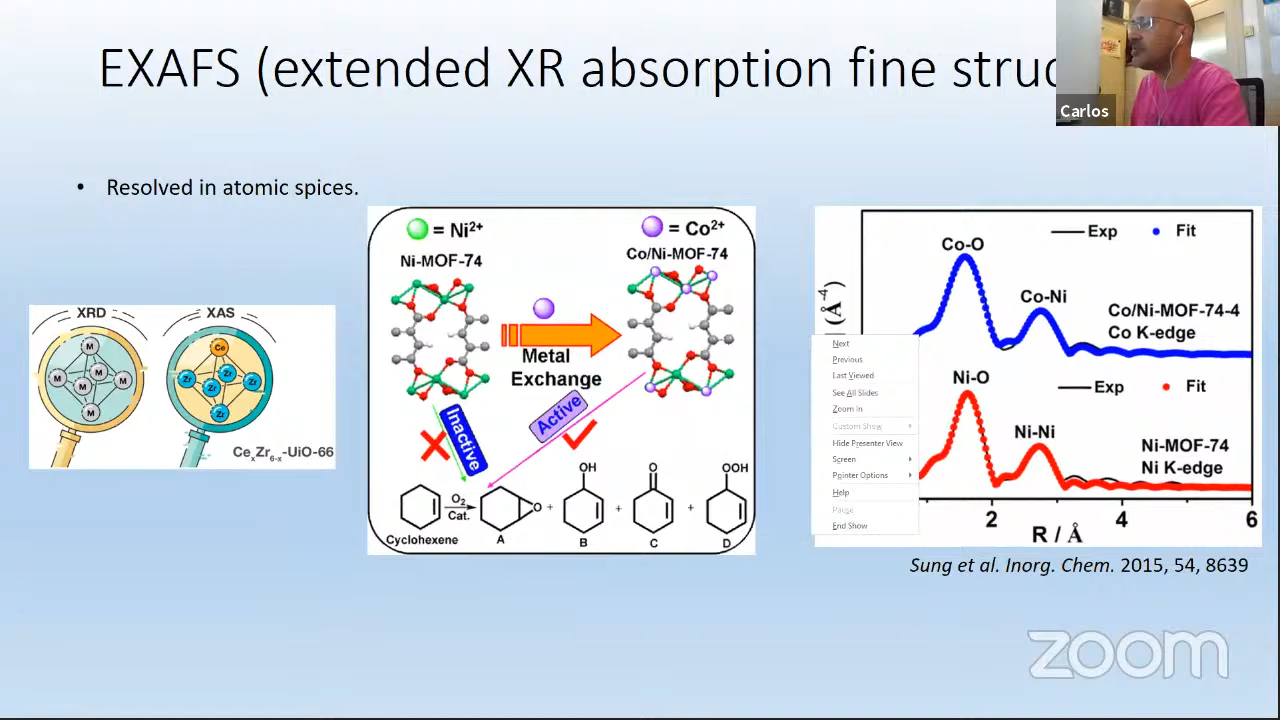 EXAFS (extended XR absorption fine struc
Carlos
• Resolved in atomic spices.
XRD
XAS
M
M
M
M
M
M
Ce
Zr
Zr
Zr
Zr
Zr
CeₓZr₆₋ₓ-UiO-66
= Ni²⁺
= Co²⁺
Ni-MOF-74
Co/Ni-MOF-74
Metal
Exchange
Inactive
Active
OH
O
OOH
O₂
Cat.
O
+
+
+
Cyclohexene
A
B
C
D
Exp
Fit
Co-O
Co-Ni
Co/Ni-MOF-74-4
Co K-edge
(Å⁻⁴)
Ni-O
Exp
Fit
Ni-Ni
Ni-MOF-74
Ni K-edge
2
4
6
R / Å
Next
Previous
Last Viewed
See All Slides
Zoom In
Custom Show
Hide Presenter View
Screen
Pointer Options
Help
Pause
End Show
Sung et al. Inorg. Chem. 2015, 54, 8639
zoom